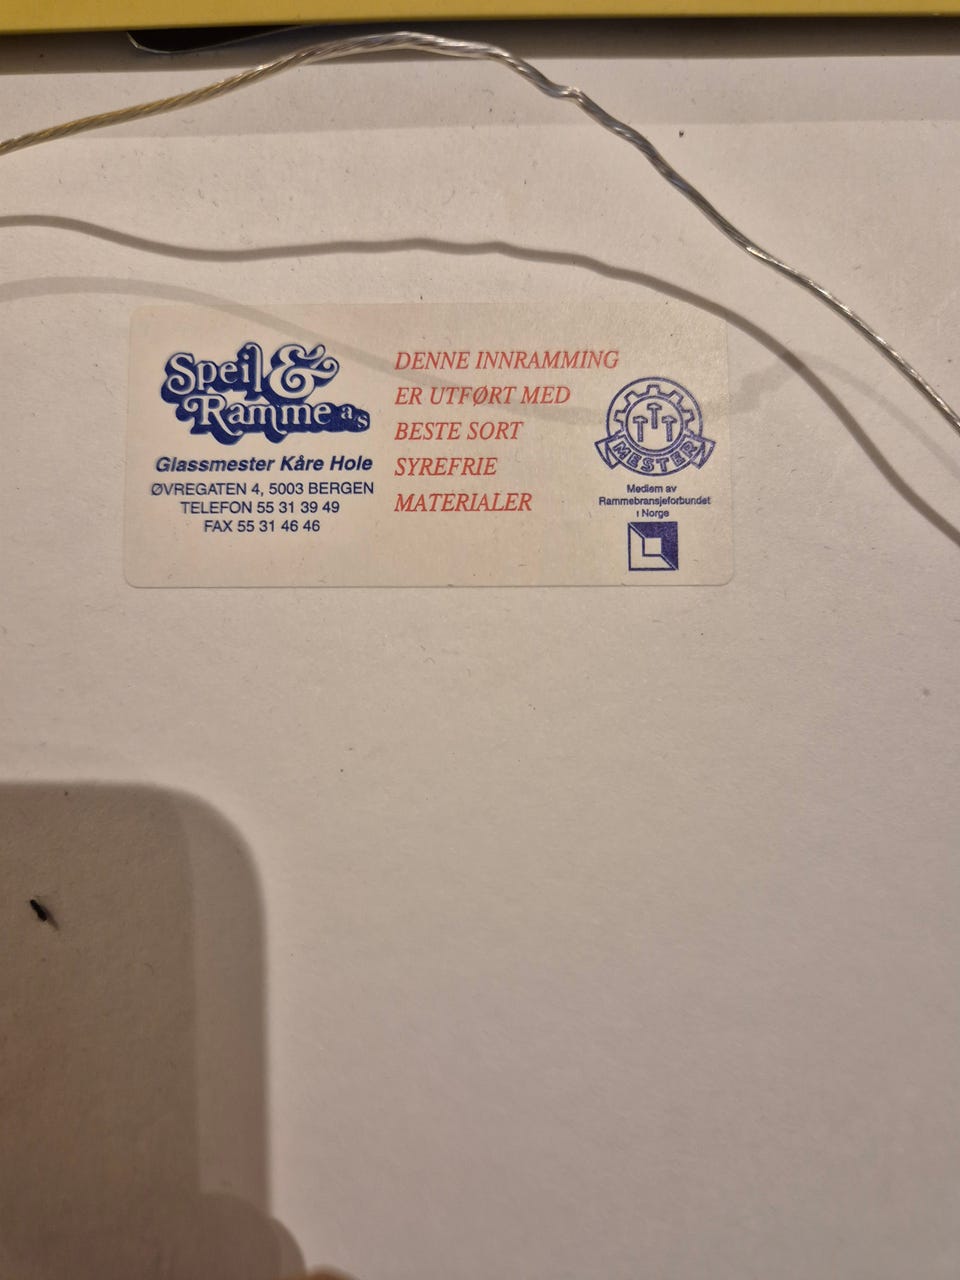 Speil &
Ramme a/s
Glassmester Kåre Hole
ØVREGATEN 4, 5003 BERGEN
TELEFON 55 31 39 49
FAX 55 31 46 46
DENNE INNRAMMING
ER UTFØRT MED
BESTE SORT
SYREFRIE
MATERIALER
MESTER
Medlem av
Rammebransjeforbundet
i Norge